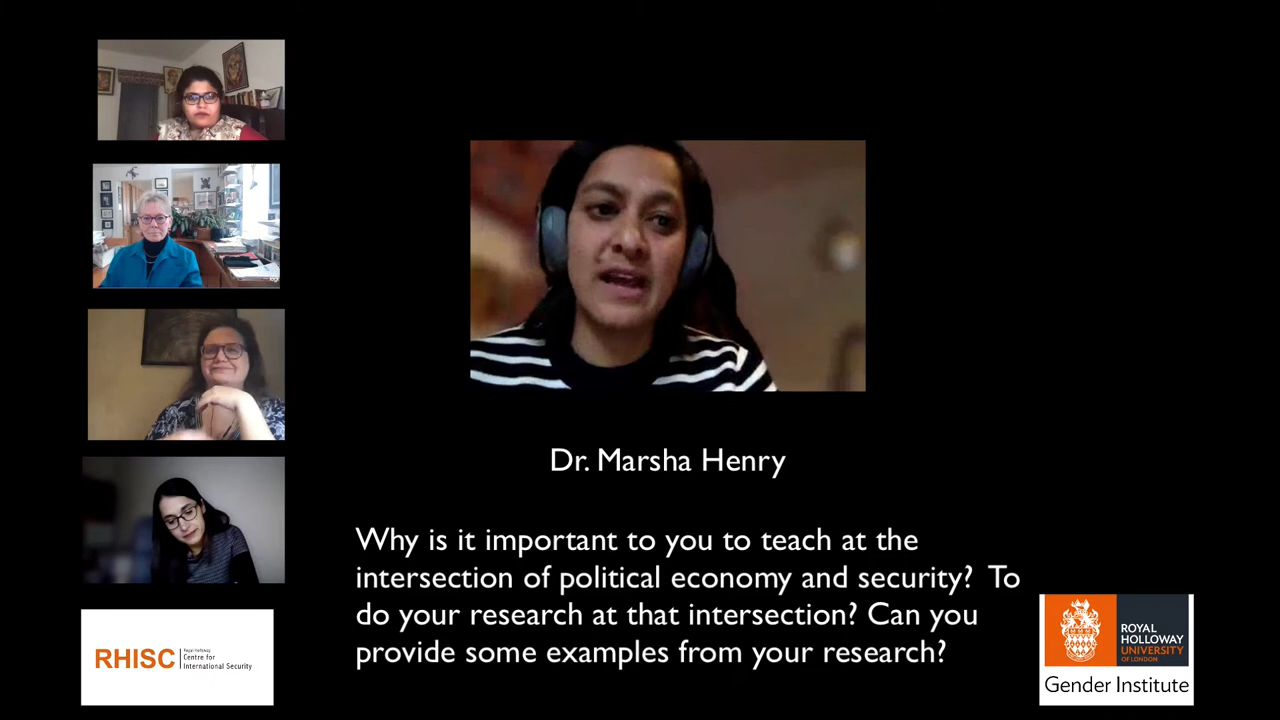 Dr. Marsha Henry
Why is it important to you to teach at the
intersection of political economy and security?  To
do your research at that intersection? Can you
provide some examples from your research?
RHISC
Royal Holloway
Centre for
International Security
ROYAL
HOLLOWAY
UNIVERSITY
OF LONDON
Gender Institute